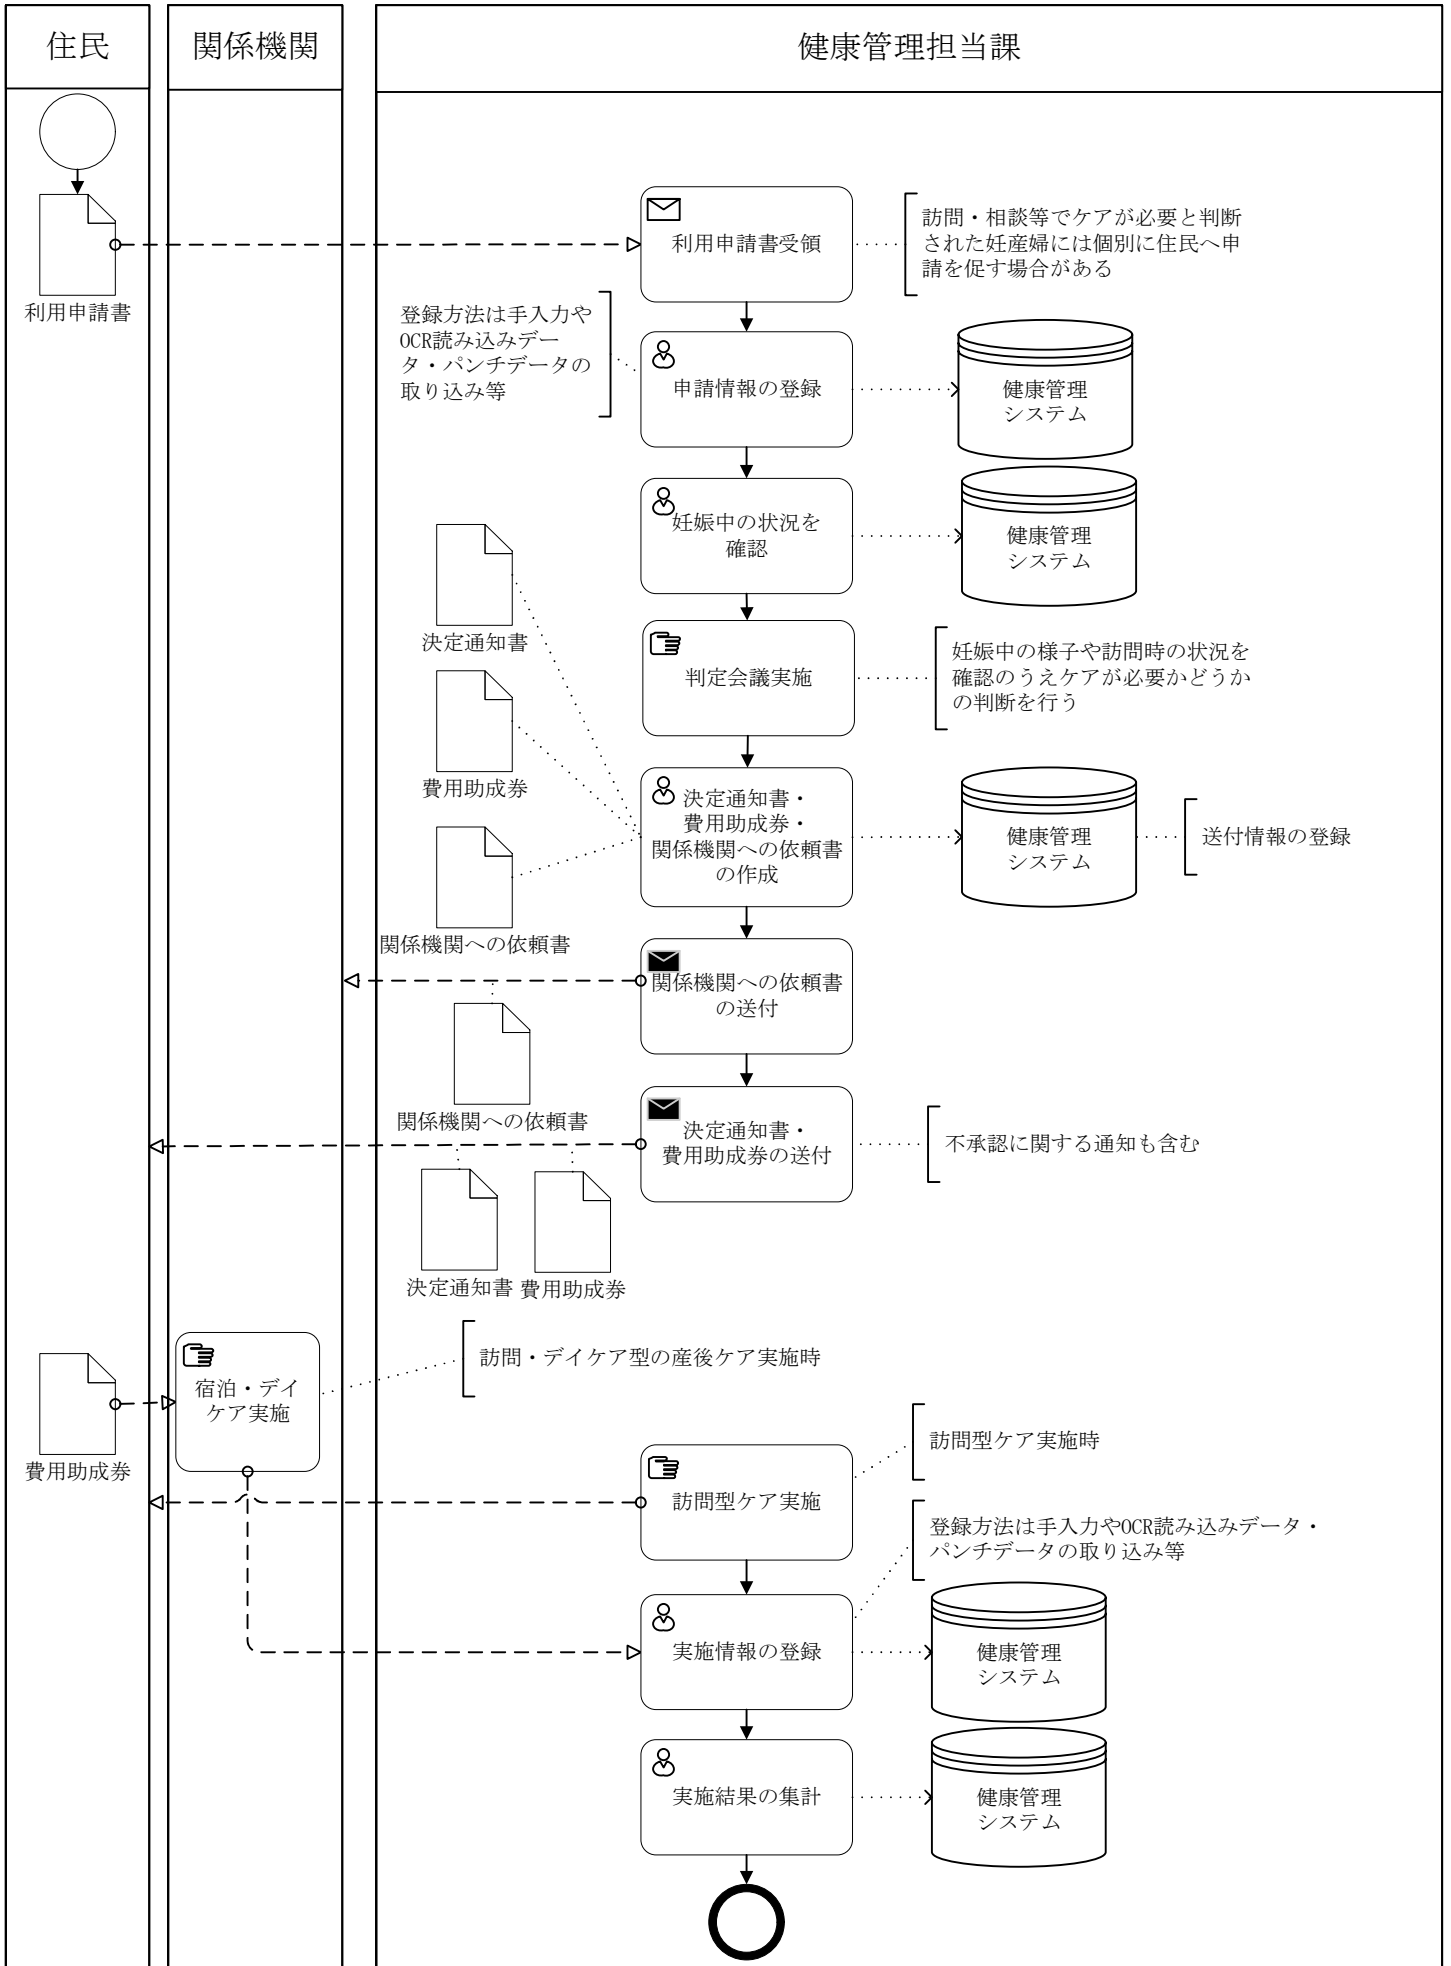 住民
関係機関
健康管理担当課
利用申請書
利用申請書受領
訪問・相談等でケアが必要と判断
された妊産婦には個別に住民へ申
請を促す場合がある
登録方法は手入力や
OCR読み込みデー
タ・パンチデータの
取り込み等
申請情報の登録
健康管理
システム
妊娠中の状況を
確認
健康管理
システム
決定通知書
判定会議実施
妊娠中の様子や訪問時の状況を
確認のうえケアが必要かどうか
の判断を行う
費用助成券
決定通知書・
費用助成券・
関係機関への依頼書
の作成
健康管理
システム
送付情報の登録
関係機関への依頼書
関係機関への依頼書
の送付
関係機関への依頼書
決定通知書・
費用助成券の送付
不承認に関する通知も含む
決定通知書
費用助成券
宿泊・デイ
ケア実施
訪問・デイケア型の産後ケア実施時
費用助成券
訪問型ケア実施
訪問型ケア実施時
登録方法は手入力やOCR読み込みデータ・
パンチデータの取り込み等
実施情報の登録
健康管理
システム
実施結果の集計
健康管理
システム